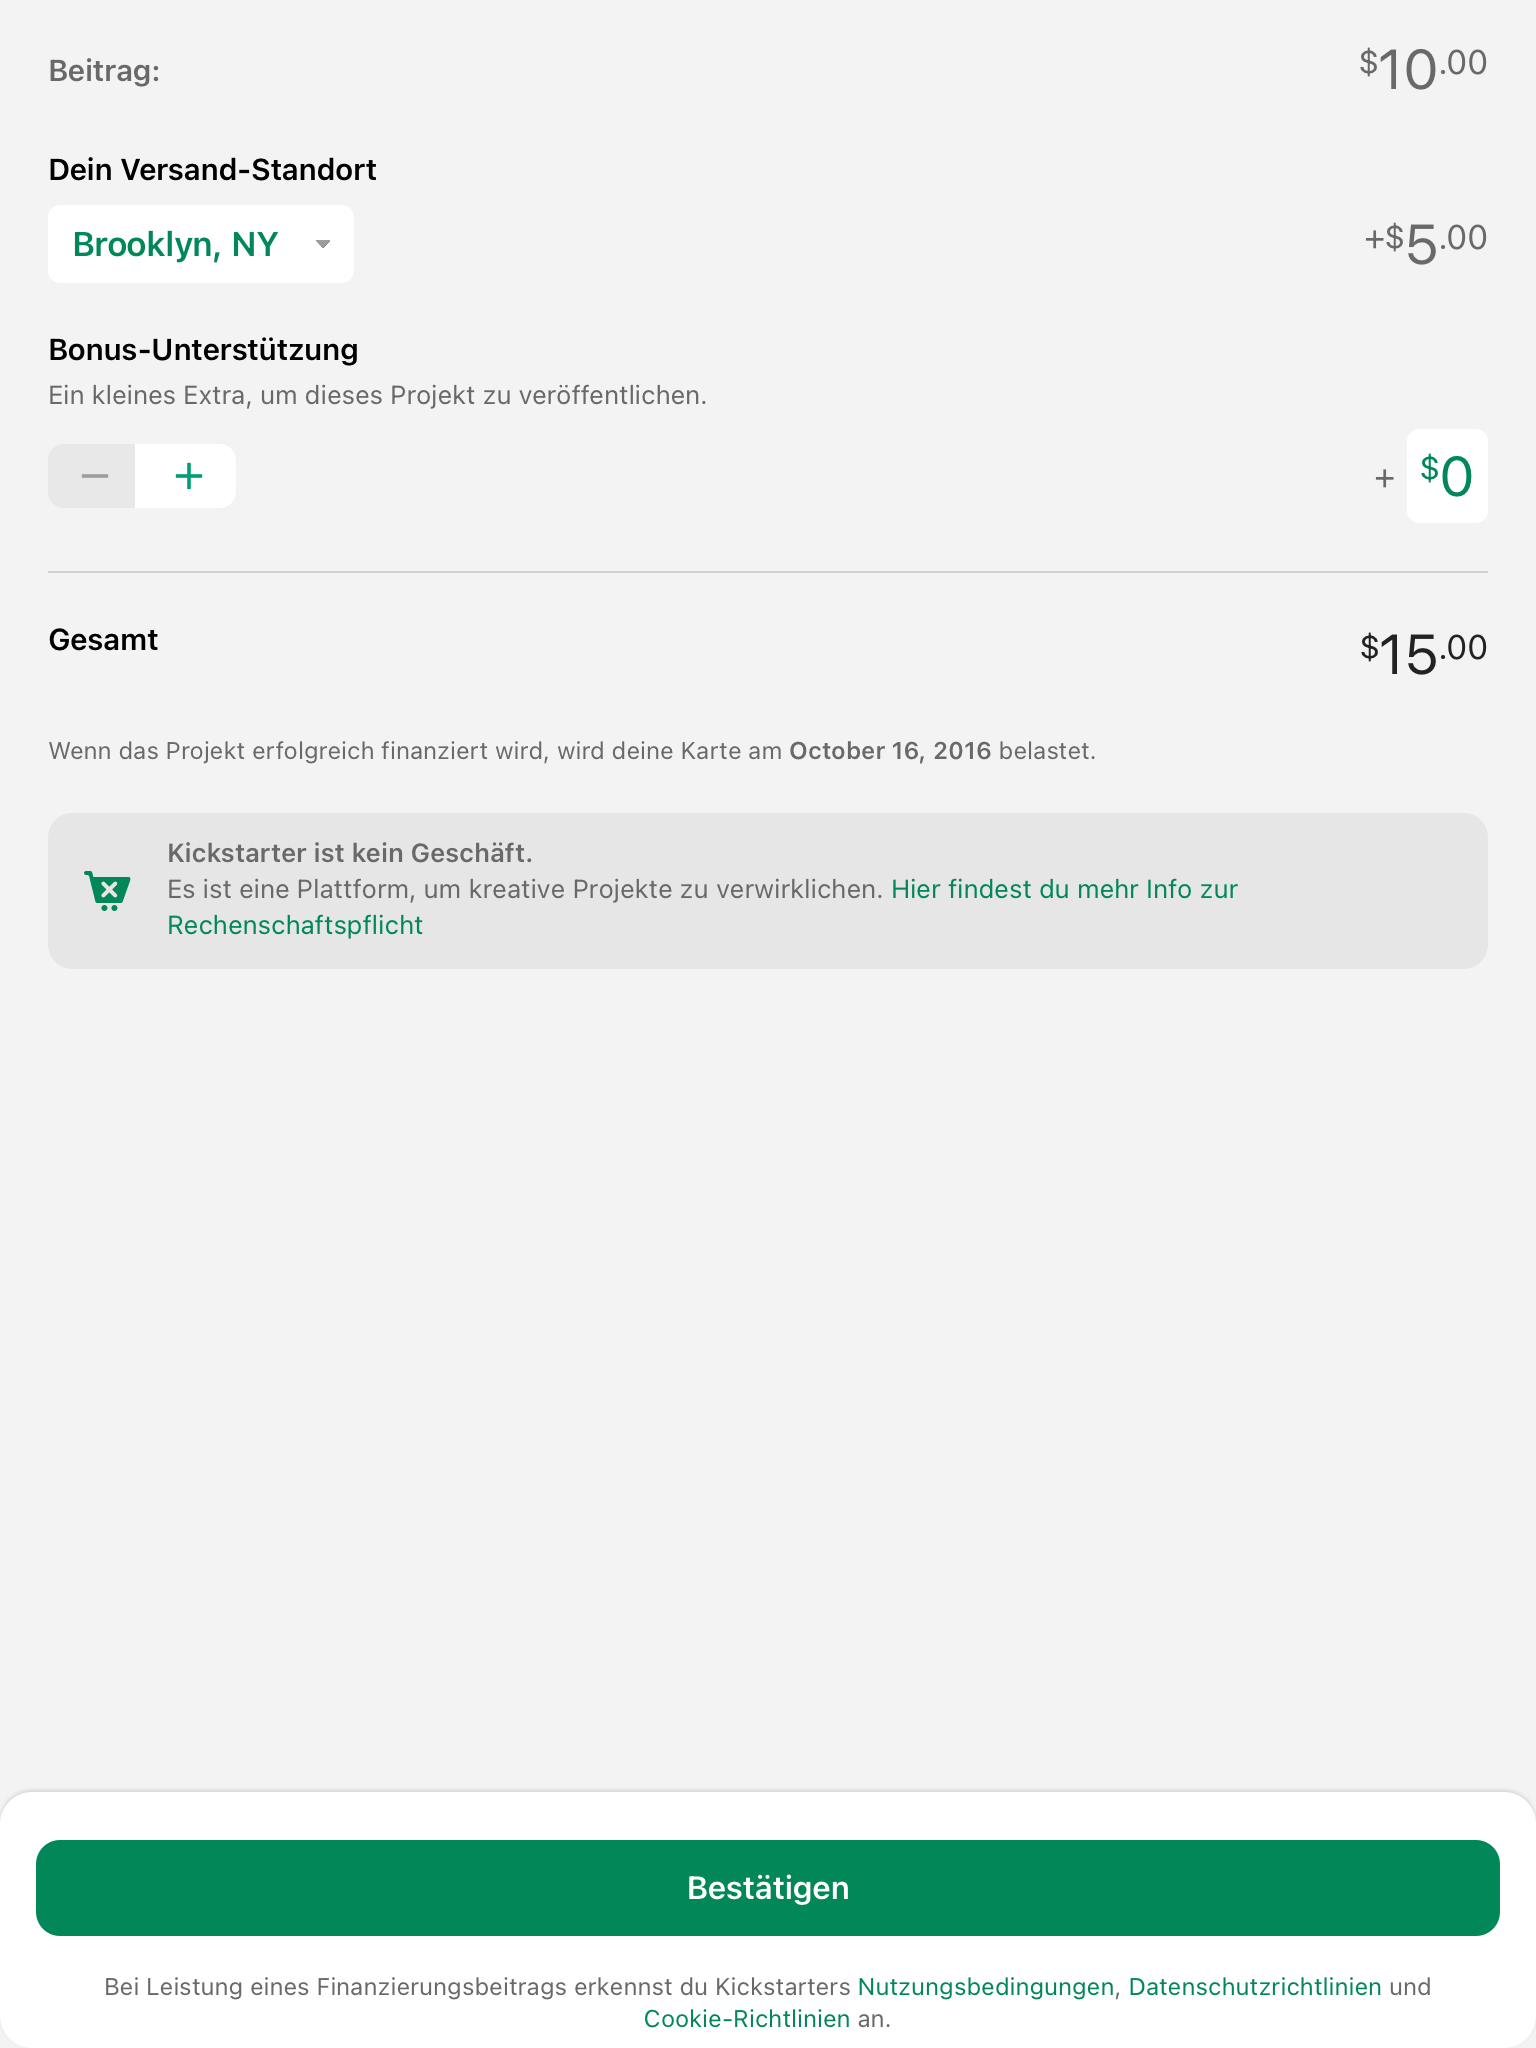 Beitrag: $10.00
Dein Versand-Standort
Brooklyn, NY +$5.00
Bonus-Unterstützung
Ein kleines Extra, um dieses Projekt zu veröffentlichen.
— + + $0
Gesamt $15.00
Wenn das Projekt erfolgreich finanziert wird, wird deine Karte am October 16, 2016 belastet.
Kickstarter ist kein Geschäft.
Es ist eine Plattform, um kreative Projekte zu verwirklichen. Hier findest du mehr Info zur
Rechenschaftspflicht
Bestätigen
Bei Leistung eines Finanzierungsbeitrags erkennst du Kickstarters Nutzungsbedingungen, Datenschutzrichtlinien und
Cookie-Richtlinien an.